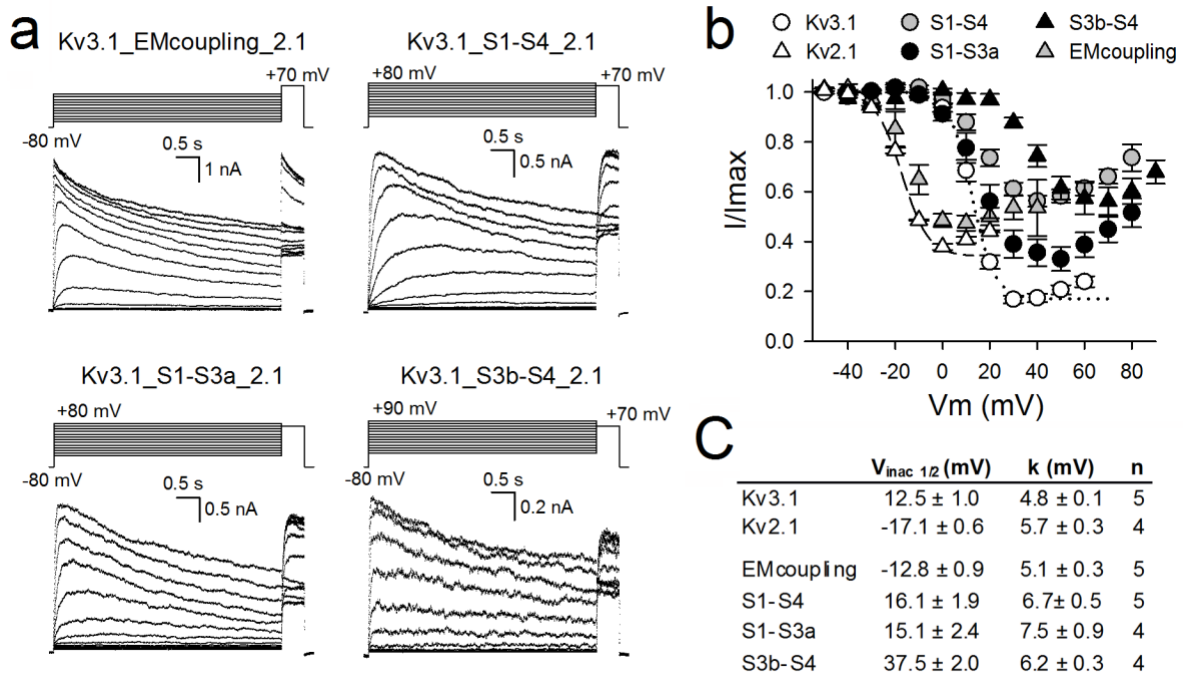 a
Kv3.1_EMcoupling_2.1
Kv3.1_S1-S4_2.1
+70 mV
+80 mV
+70 mV
-80 mV
0.5 s
1 nA
0.5 s
0.5 nA
Kv3.1_S1-S3a_2.1
Kv3.1_S3b-S4_2.1
+80 mV
+90 mV
+70 mV
-80 mV
0.5 s
0.5 nA
-80 mV
0.5 s
0.2 nA
b
Kv3.1 S1-S4 S3b-S4
Kv2.1 S1-S3a EMcoupling
I/Imax
1.0
0.8
0.6
0.4
0.2
0.0
-40 -20 0 20 40 60 80
Vm (mV)
C
Vinac 1/2 (mV) k (mV) n
Kv3.1 12.5 ± 1.0 4.8 ± 0.1 5
Kv2.1 -17.1 ± 0.6 5.7 ± 0.3 4
EMcoupling -12.8 ± 0.9 5.1 ± 0.3 5
S1-S4 16.1 ± 1.9 6.7± 0.5 5
S1-S3a 15.1 ± 2.4 7.5 ± 0.9 4
S3b-S4 37.5 ± 2.0 6.2 ± 0.3 4